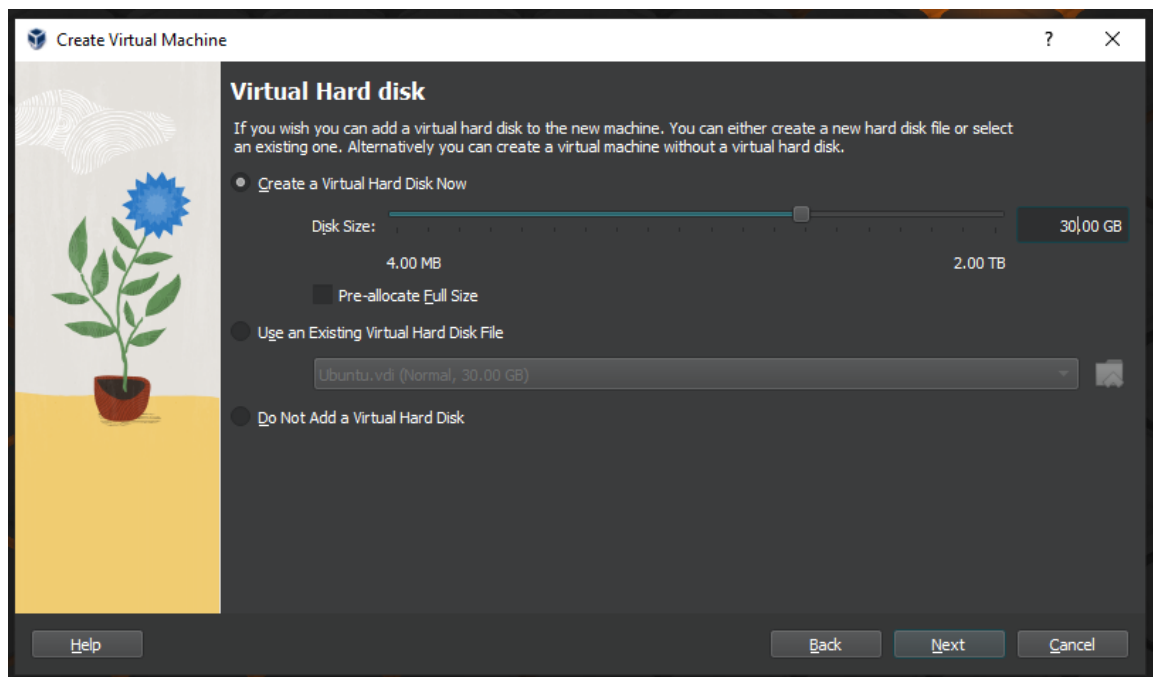 Create Virtual Machine
?
Virtual Hard disk
If you wish you can add a virtual hard disk to the new machine. You can either create a new hard disk file or select
an existing one. Alternatively you can create a virtual machine without a virtual hard disk.
Create a Virtual Hard Disk Now
Disk Size:
30.00 GB
4.00 MB
2.00 TB
Pre-allocate Full Size
Use an Existing Virtual Hard Disk File
Ubuntu.vdi (Normal, 30.00 GB)
Do Not Add a Virtual Hard Disk
Help
Back
Next
Cancel